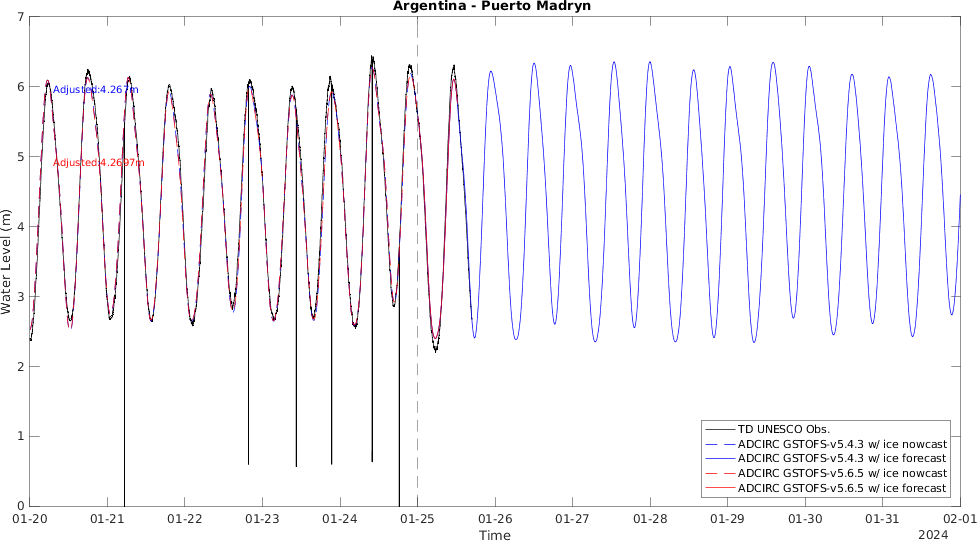 Argentina - Puerto Madryn
7
6
5
4
3
2
1
0
Water Level (m)
Adjusted:4.267m
Adjusted:4.2697m
TD UNESCO Obs.
ADCIRC GSTOFS-v5.4.3 w/ ice nowcast
ADCIRC GSTOFS-v5.4.3 w/ ice forecast
ADCIRC GSTOFS-v5.6.5 w/ ice nowcast
ADCIRC GSTOFS-v5.6.5 w/ ice forecast
01-20 01-21 01-22 01-23 01-24 01-25 01-26 01-27 01-28 01-29 01-30 01-31 02-01
Time
2024